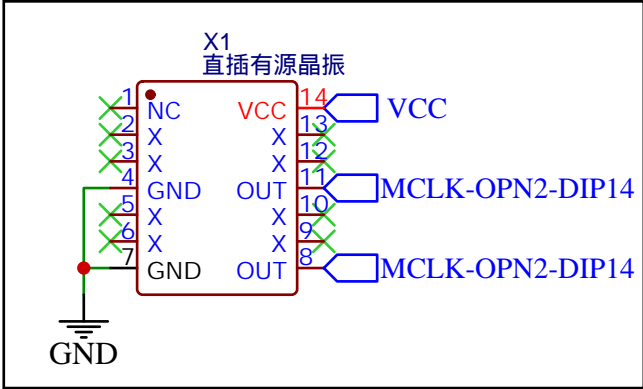 X1
直插有源晶振
1 NC VCC 14 VCC
2 X X 13
3 X X 12
4 GND OUT 11 MCLK-OPN2-DIP14
5 X X 10
6 X X 9
7 GND OUT 8 MCLK-OPN2-DIP14
GND